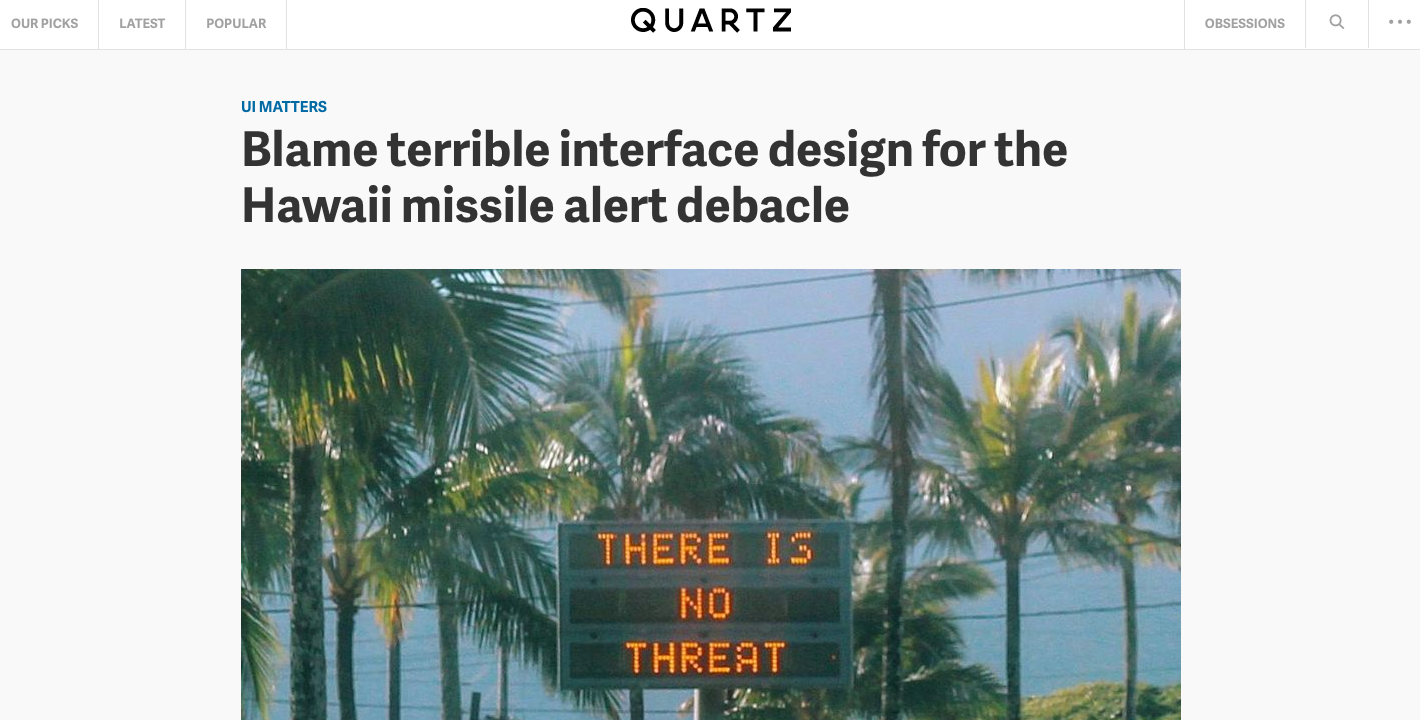 OUR PICKS
LATEST
POPULAR
QUARTZ
OBSESSIONS
UI MATTERS
Blame terrible interface design for the
Hawaii missile alert debacle
THERE IS
NO
THREAT